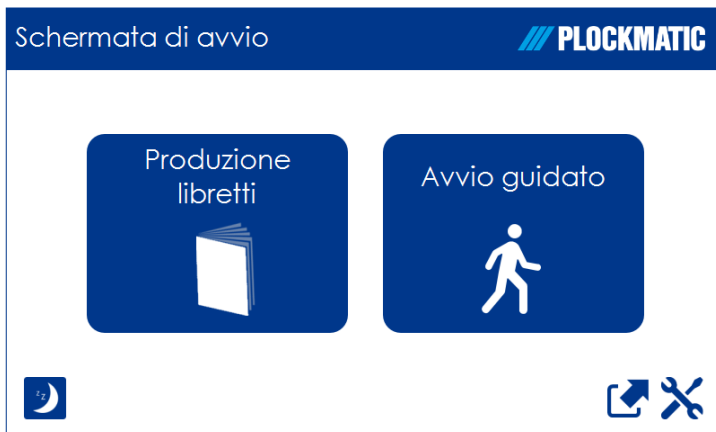 Schermata di avvio
PLOCKMATIC
Produzione
libretti
Avvio guidato
z z